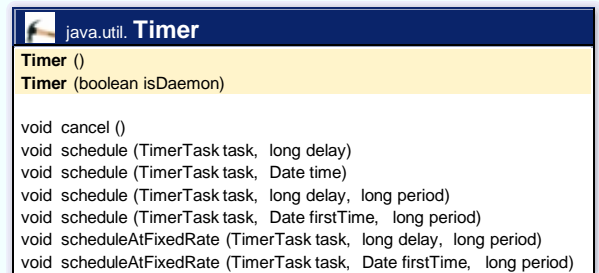 java.util. Timer
Timer ()
Timer (boolean isDaemon)
void cancel ()
void schedule (TimerTask task, long delay)
void schedule (TimerTask task, Date time)
void schedule (TimerTask task, long delay, long period)
void schedule (TimerTask task, Date firstTime, long period)
void scheduleAtFixedRate (TimerTask task, long delay, long period)
void scheduleAtFixedRate (TimerTask task, Date firstTime, long period)